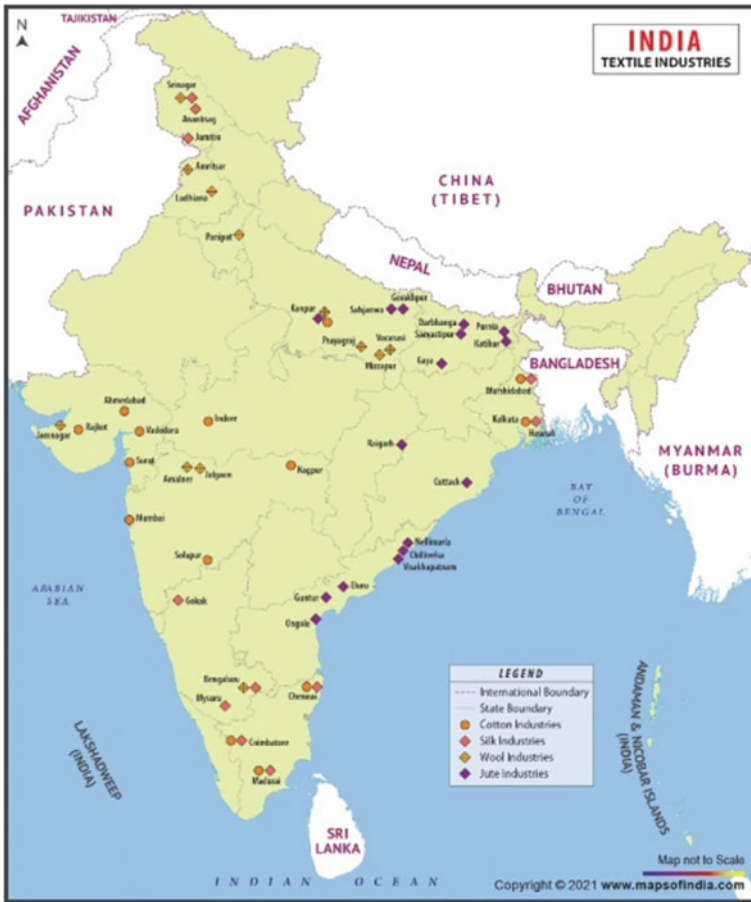 N
TAJIKISTAN
AFGHANISTAN
INDIA
TEXTILE INDUSTRIES
Srinagar
Anantnag
Jammu
Amritsar
Ludhiana
PAKISTAN
CHINA
(TIBET)
Panipat
NEPAL
BHUTAN
Gorakhpur
Kanpur
Sahjanwa
Darbhanga
Purnia
Samastipur
Katihar
Prayagraj
Varanasi
Mirzapur
Gaya
BANGLADESH
Murshidabad
Ahmedabad
Indore
Kolkata
Jamnagar
Rajkot
Vadodara
Howrah
Raigarh
MYANMAR
(BURMA)
Surat
Amalner
Jalgaon
Nagpur
Cuttack
BAY
OF
BENGAL
Mumbai
Nellimarla
Chilivelsa
Visakhapatnam
Solapur
ARABIAN
SEA
Eluru
Guntur
Gokak
Ongole
Bengaluru
Mysuru
Chennai
LEGEND
International Boundary
State Boundary
Cotton Industries
Silk Industries
Wool Industries
Jute Industries
Coimbatore
Madurai
LAKSHADWEEP
(INDIA)
ANDAMAN & NICOBAR ISLANDS
(INDIA)
SRI
LANKA
Map not to Scale
INDIAN OCEAN
Copyright © 2021 www.mapsofindia.com